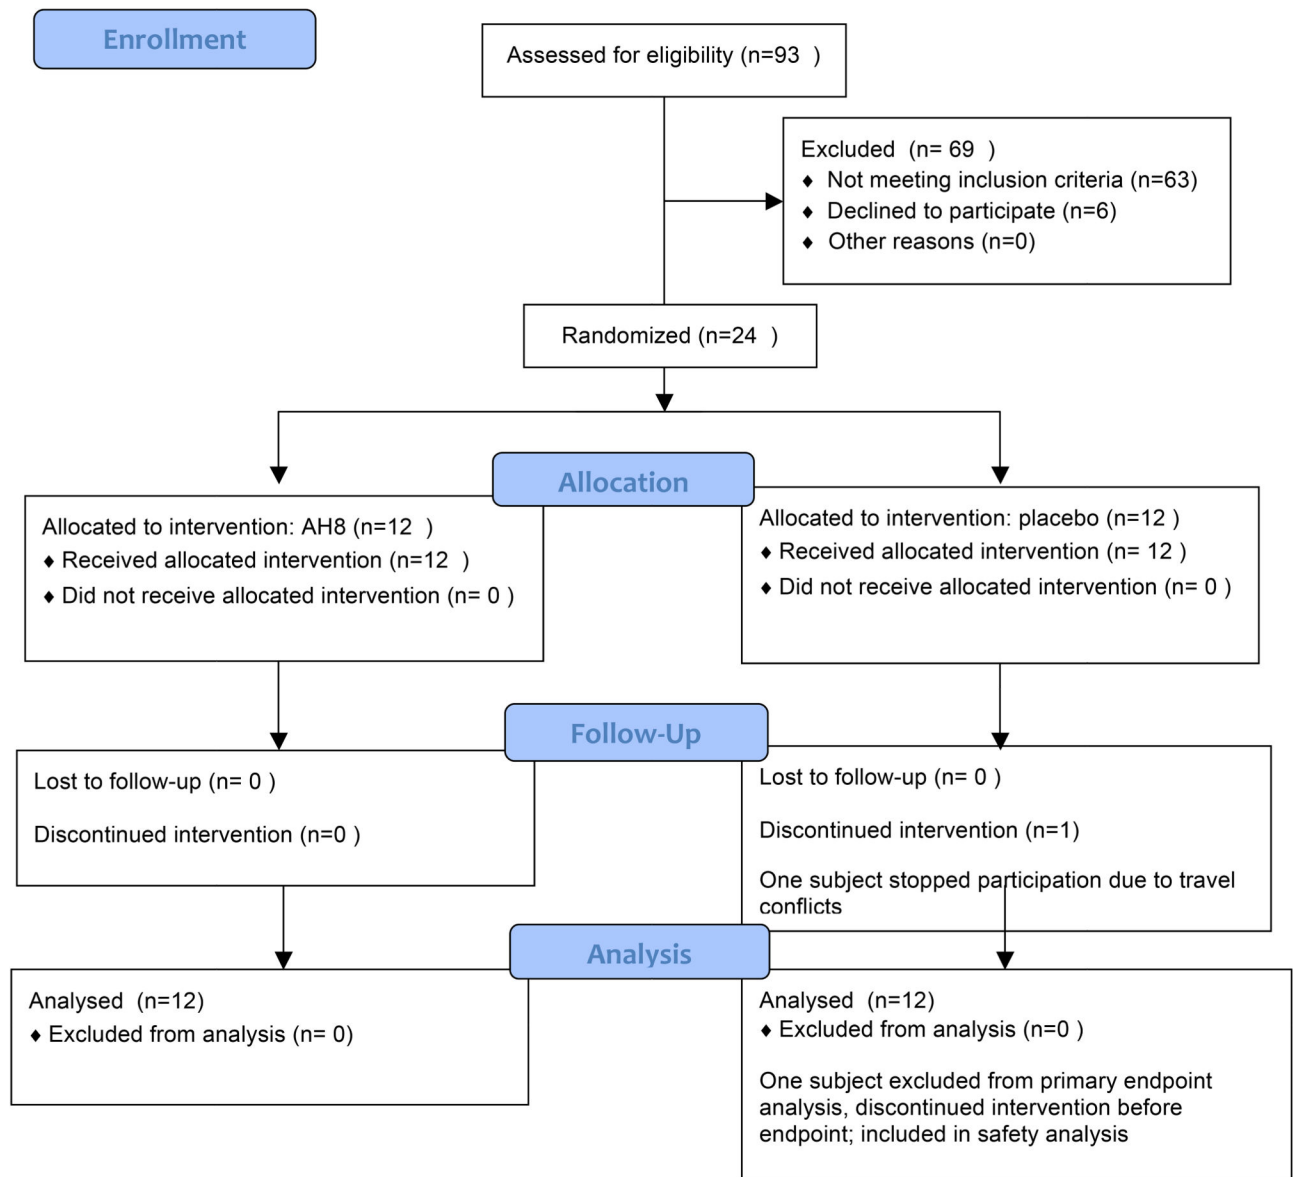 Enrollment
Assessed for eligibility (n=93  )
Excluded  (n= 69  )
♦ Not meeting inclusion criteria (n=63)
♦ Declined to participate (n=6)
♦ Other reasons (n=0)
Randomized (n=24  )
Allocation
Allocated to intervention: AH8 (n=12  )
♦ Received allocated intervention (n=12  )
♦ Did not receive allocated intervention (n= 0 )
Allocated to intervention: placebo (n=12 )
♦ Received allocated intervention (n= 12 )
♦ Did not receive allocated intervention (n= 0 )
Follow-Up
Lost to follow-up (n= 0 )
Discontinued intervention (n=0 )
Lost to follow-up (n= 0 )
Discontinued intervention (n=1)
One subject stopped participation due to travel
conflicts
Analysis
Analysed  (n=12)
♦ Excluded from analysis (n= 0)
Analysed  (n=12)
♦ Excluded from analysis (n=0 )
One subject excluded from primary endpoint
analysis, discontinued intervention before
endpoint; included in safety analysis